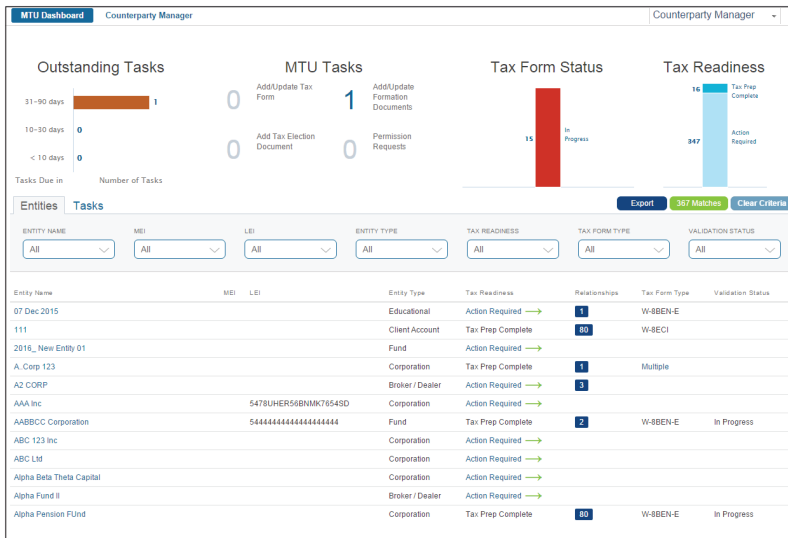 MTU Dashboard Counterparty Manager Counterparty Manager
Outstanding Tasks
31-90 days 1
10-30 days 0
< 10 days 0
Tasks Due in Number of Tasks
MTU Tasks
0 Add/Update Tax
Form
1 Add/Update
Formation
Documents
0 Add Tax Election
Document
0 Permission
Requests
Tax Form Status
15 In
Progress
Tax Readiness
16 Tax Prep
Complete
347 Action
Required
Entities Tasks Export 367 Matches Clear Criteria
ENTITY NAME MEI LEI ENTITY TYPE TAX READINESS TAX FORM TYPE VALIDATION STATUS
All All All All All All All
Entity Name MEI LEI Entity Type Tax Readiness Relationships Tax Form Type Validation Status
07 Dec 2015 Educational Action Required → 1 W-8BEN-E
111 Client Account Tax Prep Complete 80 W-8ECI
2016_ New Entity 01 Fund Action Required →
A. Corp 123 Corporation Tax Prep Complete 1 Multiple
A2 CORP Broker / Dealer Action Required → 3
AAA Inc 5478UHER56BNMK7654SD Corporation Action Required →
AABBCC Corporation 54444444444444444444 Fund Tax Prep Complete 2 W-8BEN-E In Progress
ABC 123 Inc Corporation Action Required →
ABC Ltd Corporation Action Required →
Alpha Beta Theta Capital Corporation Action Required →
Alpha Fund II Broker / Dealer Action Required →
Alpha Pension FUnd Corporation Tax Prep Complete 80 W-8BEN-E In Progress